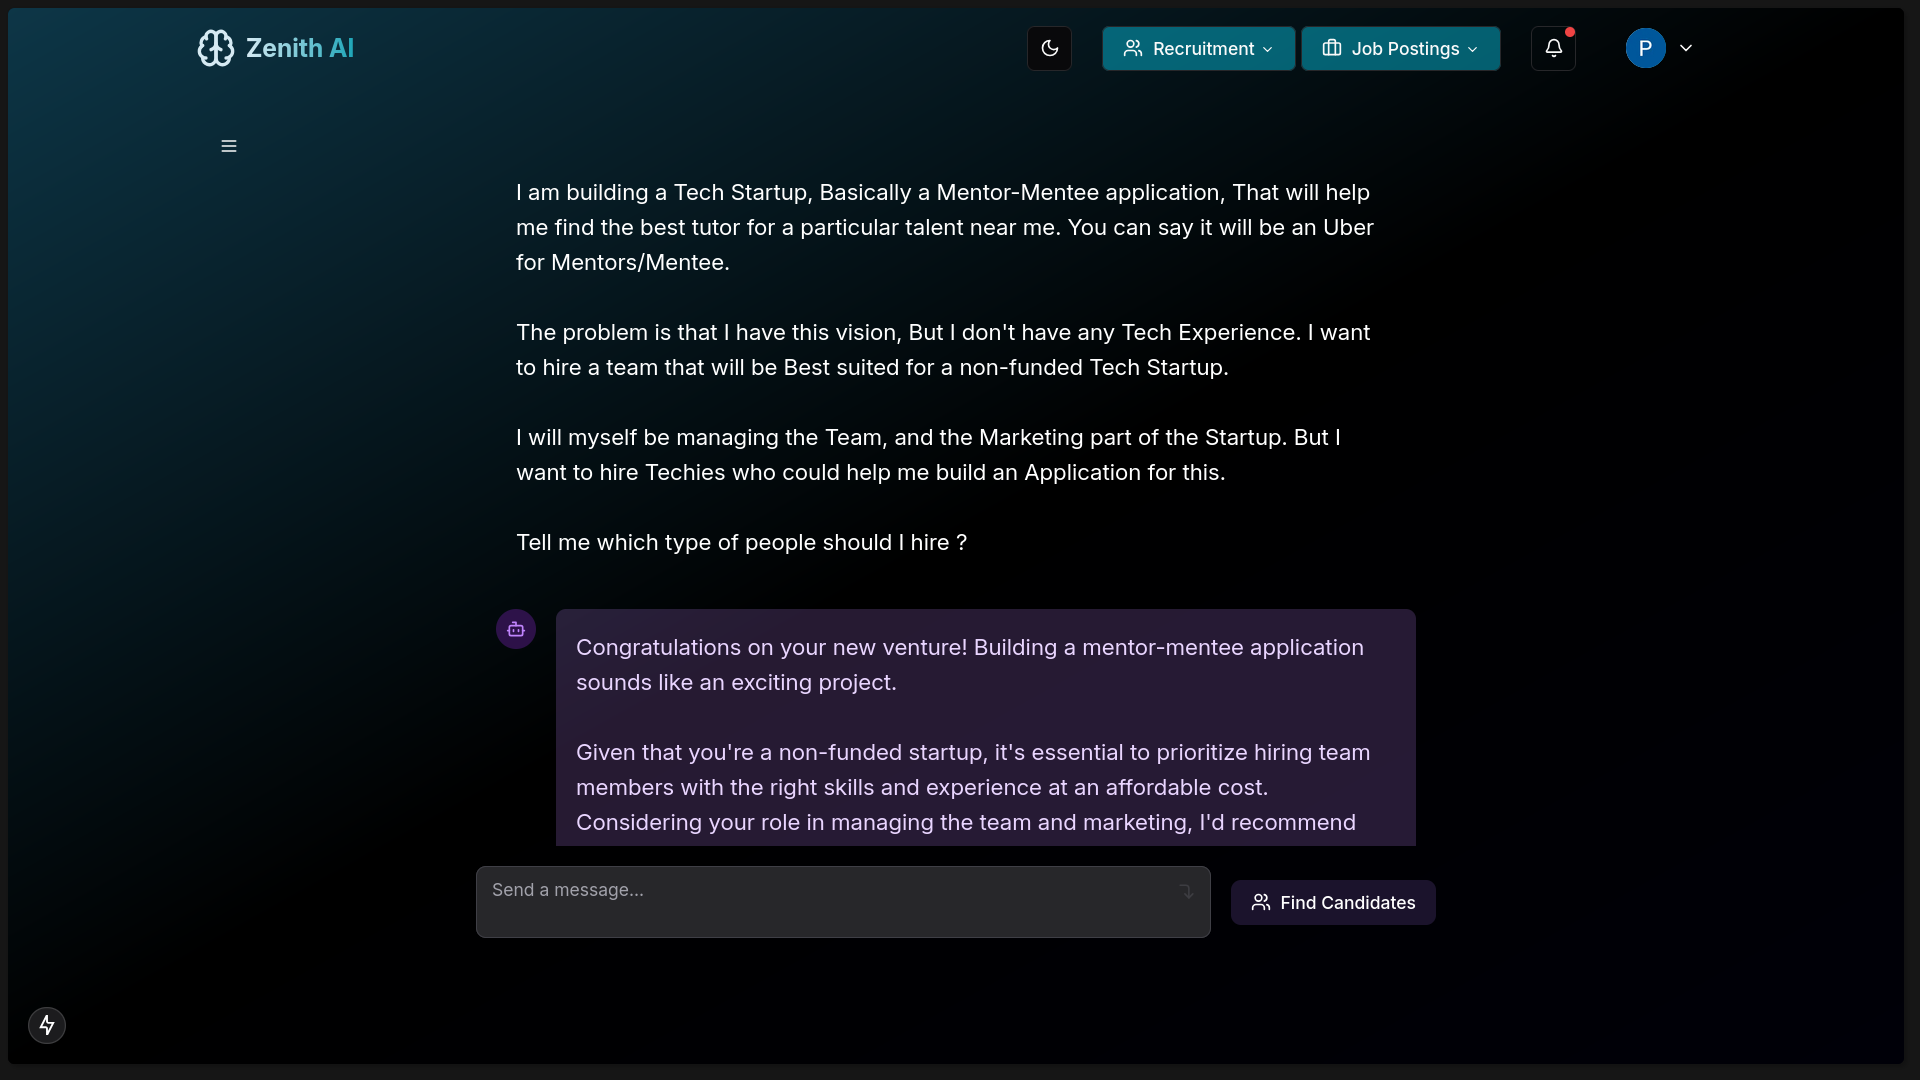 Zenith AI
Recruitment
Job Postings
P
I am building a Tech Startup, Basically a Mentor-Mentee application, That will help
me find the best tutor for a particular talent near me. You can say it will be an Uber
for Mentors/Mentee.
The problem is that I have this vision, But I don't have any Tech Experience. I want
to hire a team that will be Best suited for a non-funded Tech Startup.
I will myself be managing the Team, and the Marketing part of the Startup. But I
want to hire Techies who could help me build an Application for this.
Tell me which type of people should I hire ?
Congratulations on your new venture! Building a mentor-mentee application
sounds like an exciting project.
Given that you're a non-funded startup, it's essential to prioritize hiring team
members with the right skills and experience at an affordable cost.
Considering your role in managing the team and marketing, I'd recommend
Send a message...
Find Candidates